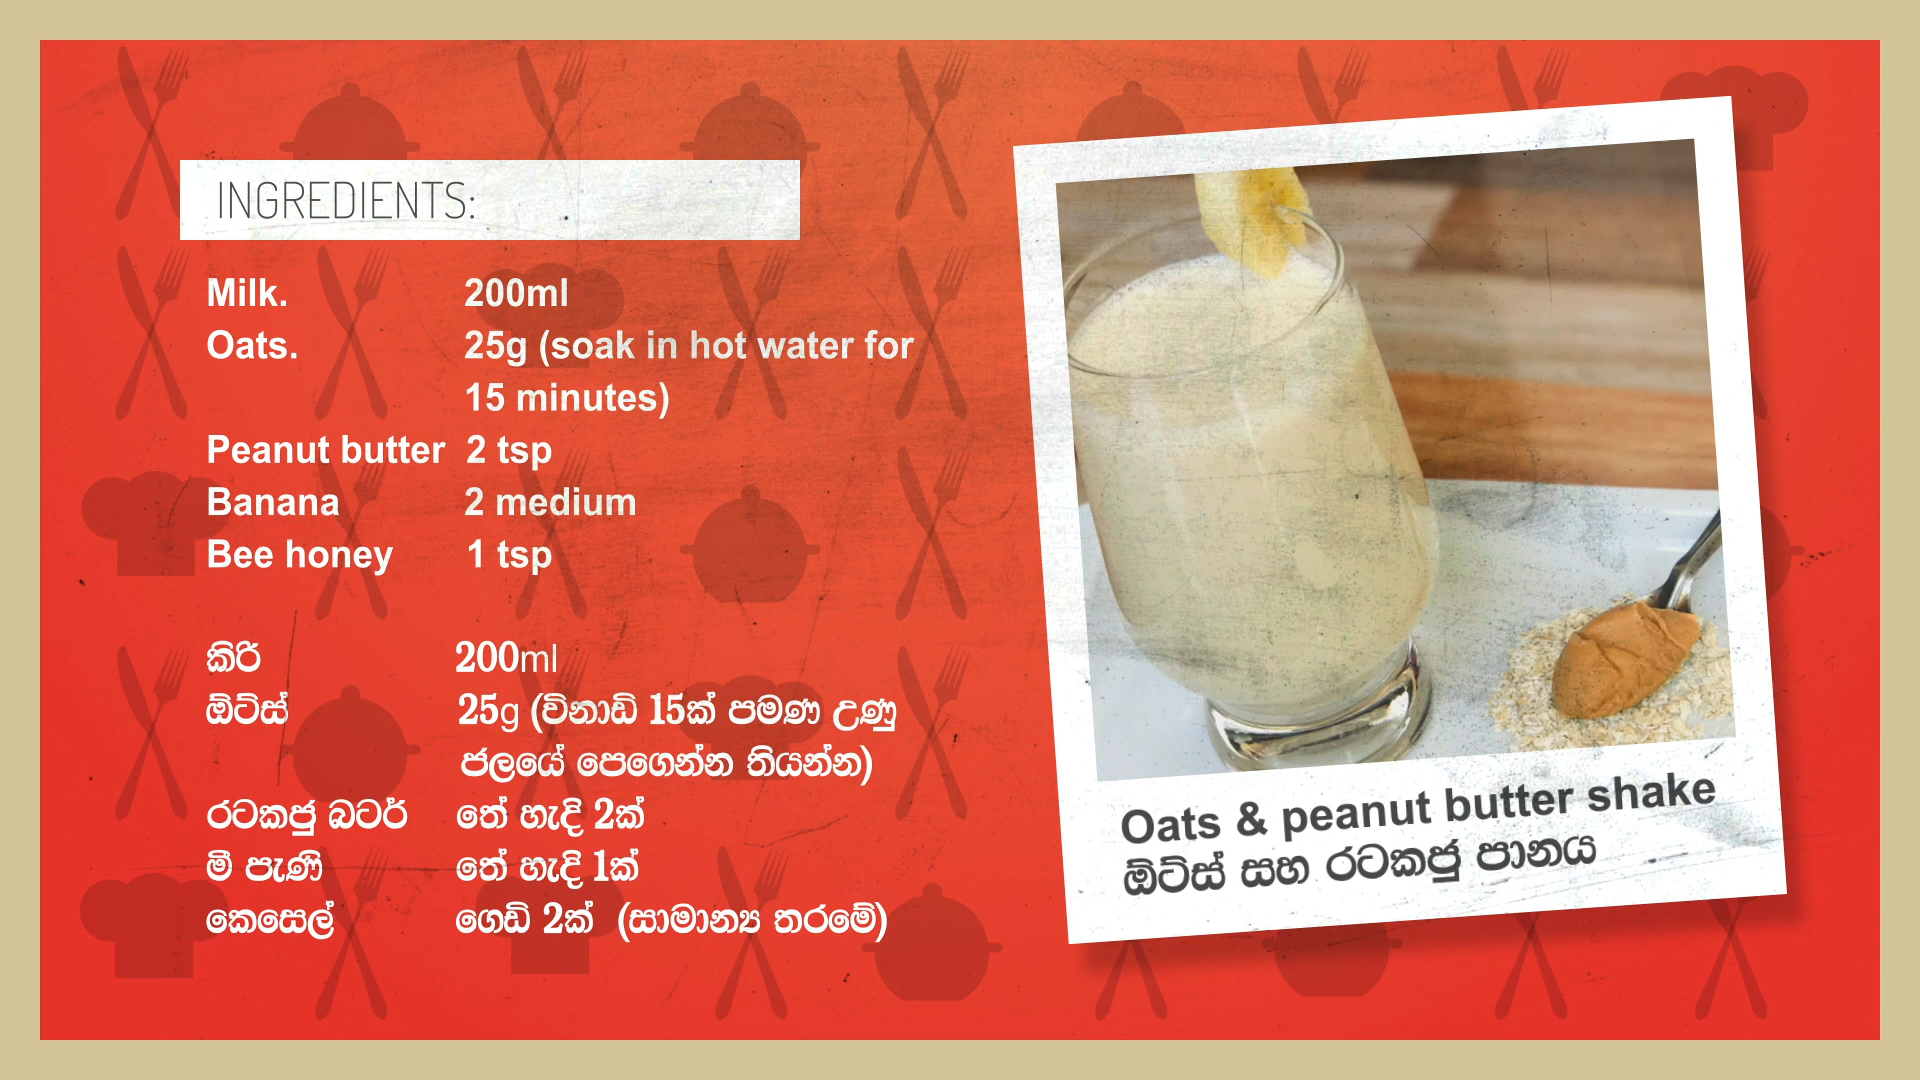 INGREDIENTS:
Milk. 200ml
Oats. 25g (soak in hot water for
15 minutes)
Peanut butter 2 tsp
Banana 2 medium
Bee honey 1 tsp
කිරි 200ml
ඕට්ස් 25g (විනාඩි 15ක් පමණ උණු
ජලයේ පෙගෙන්න තියන්න)
රටකජු බටර් තේ හැදි 2ක්
මී පැණි තේ හැදි 1ක්
කෙසෙල් ගෙඩි 2ක් (සාමාන්‍ය තරමේ)
Oats & peanut butter shake
ඕට්ස් සහ රටකජු පානය